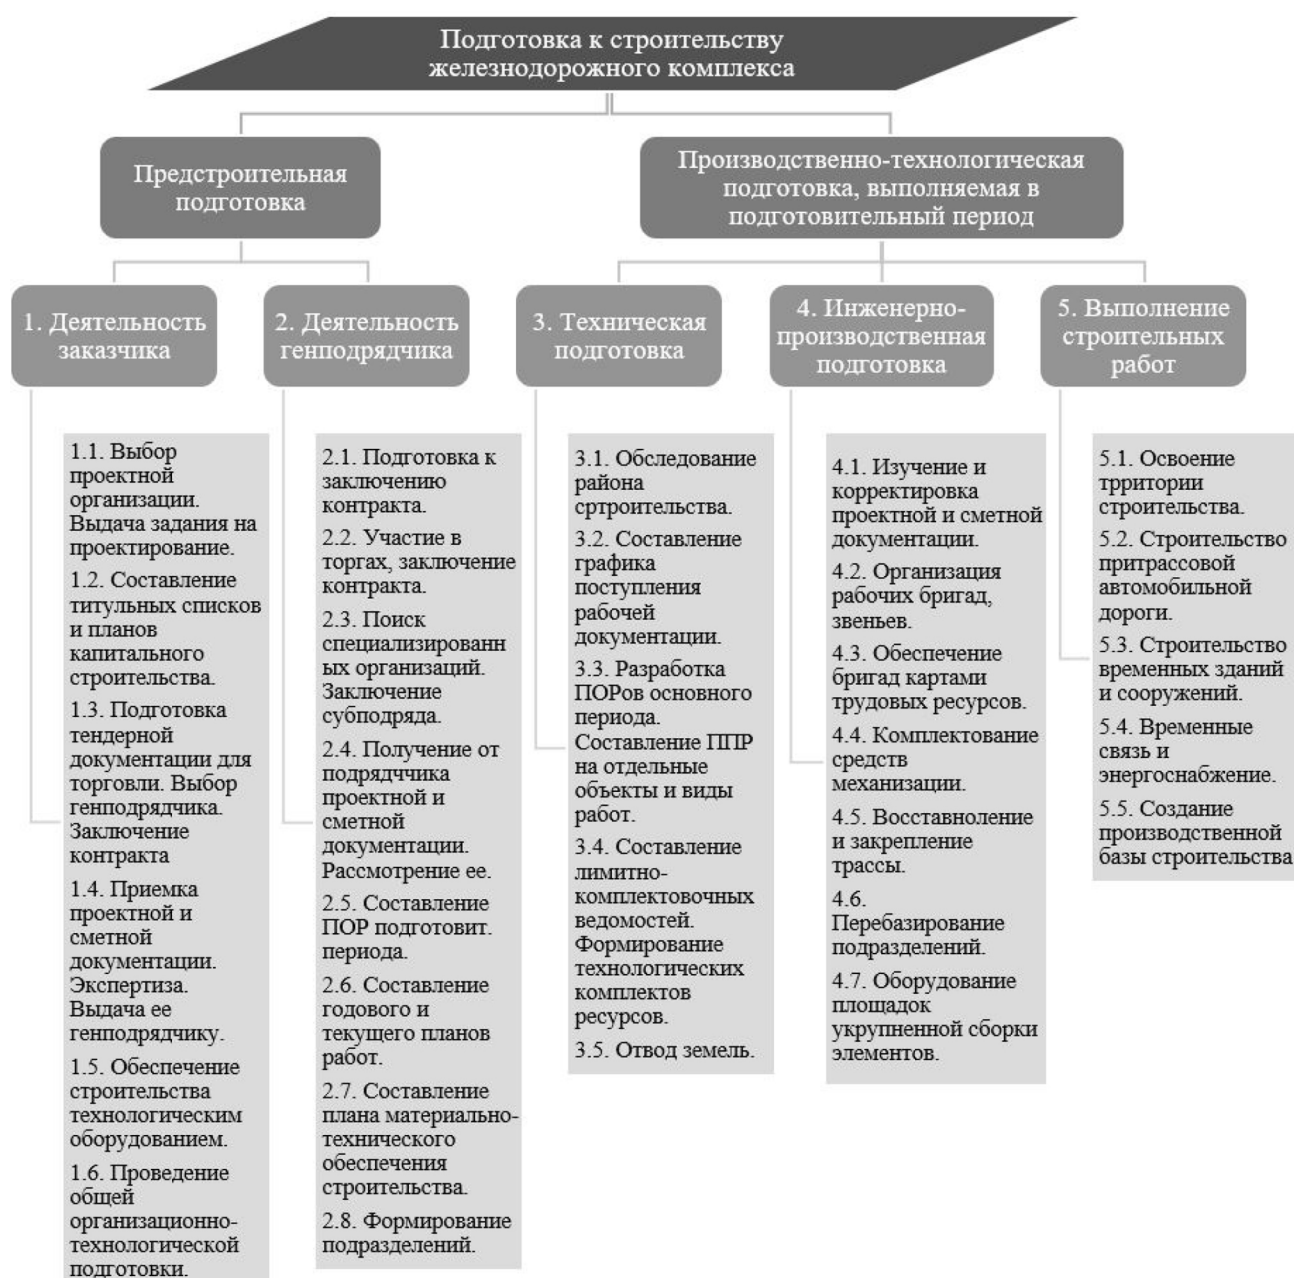 Подготовка к строительству
железнодорожного комплекса
Предстроительная
подготовка
Производственно-технологическая
подготовка, выполняемая в
подготовительный период
1. Деятельность
заказчика
2. Деятельность
генподрядчика
3. Техническая
подготовка
4. Инженерно-
производственная
подготовка
5. Выполнение
строительных
работ
1.1. Выбор
проектной
организации.
Выдача задания на
проектирование.
1.2. Составление
титульных списков
и планов
капитального
строительства.
1.3. Подготовка
тендерной
документации для
торговли. Выбор
генподрядчика.
Заключение
контракта
1.4. Приемка
проектной и
сметной
документации.
Экспертиза.
Выдача ее
генподрядчику.
1.5. Обеспечение
строительства
технологическим
оборудованием.
1.6. Проведение
общей
организационно-
технологической
подготовки.
2.1. Подготовка к
заключению
контракта.
2.2. Участие в
торгах, заключение
контракта.
2.3. Поиск
специализированн
ых организаций.
Заключение
субподряда.
2.4. Получение от
подрядччика
проектной и
сметной
документации.
Рассмотрение ее.
2.5. Составление
ПОР подготовит.
периода.
2.6. Составление
годового и
текущего планов
работ.
2.7. Составление
плана материально-
технического
обеспечения
строительства.
2.8. Формирование
подразделений.
3.1. Обследование
района
сртроительства.
3.2. Составление
графика
поступления
рабочей
документации.
3.3. Разработка
ПОРов основного
периода.
Составление ППР
на отдельные
объекты и виды
работ.
3.4. Составление
лимитно-
комплектовочных
ведомостей.
Формирование
технологических
комплектов
ресурсов.
3.5. Отвод земель.
4.1. Изучение и
корректировка
проектной и сметной
документации.
4.2. Организация
рабочих бригад,
звеньев.
4.3. Обеспечение
бригад картами
трудовых ресурсов.
4.4. Комплектование
средств
механизации.
4.5. Восставноление
и закрепление
трассы.
4.6.
Перебазирование
подразделений.
4.7. Оборудование
площадок
укрупненной сборки
элементов.
5.1. Освоение
трритории
строительства.
5.2. Строительство
притрассовой
автомобильной
дороги.
5.3. Строительство
временных зданий
и сооружений.
5.4. Временные
связь и
энергоснабжение.
5.5. Создание
производственной
базы строительства